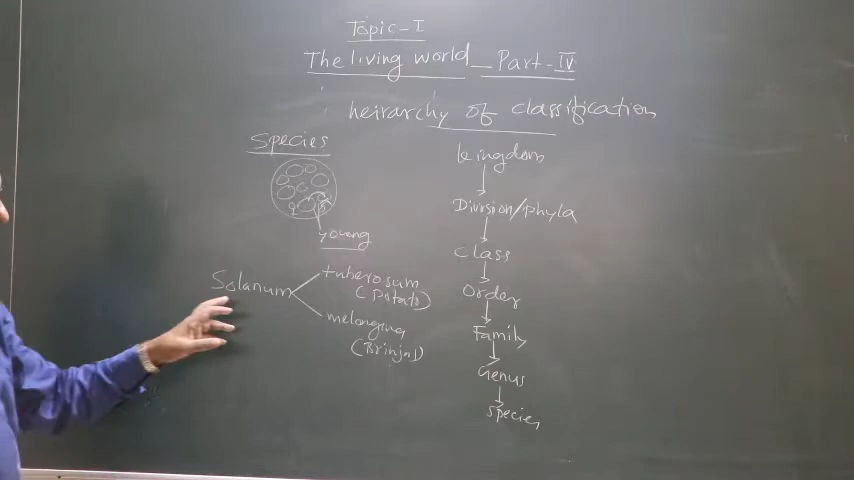 Topic-I
The living world - Part-IV
heirarchy of classification
Species
young
Solanum
tuberosum
(Potato)
melongina
(Brinjal)
kingdom
Division/phyla
Class
Order
Family
Genus
Species